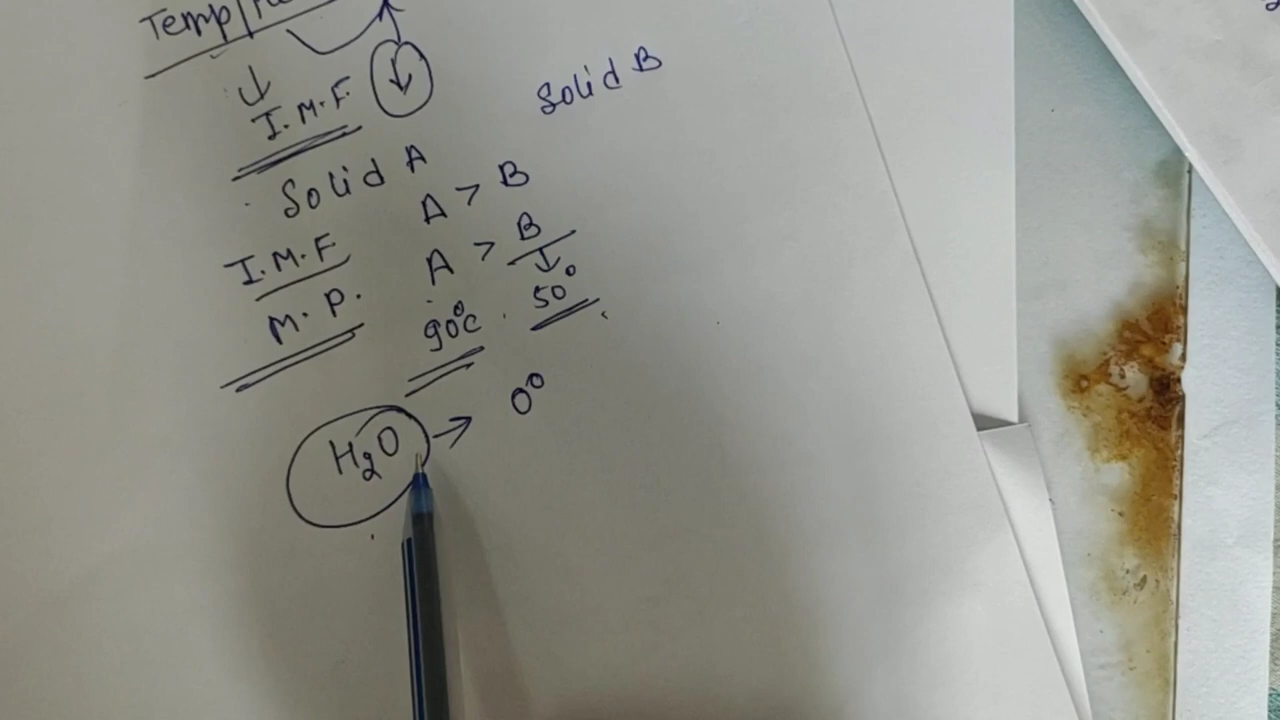 Temp/
↓
I.M.F. ↓
Solid A Solid B
I.M.F A > B
M.P. A > B
↓
90°C 50°
H₂O → 0°